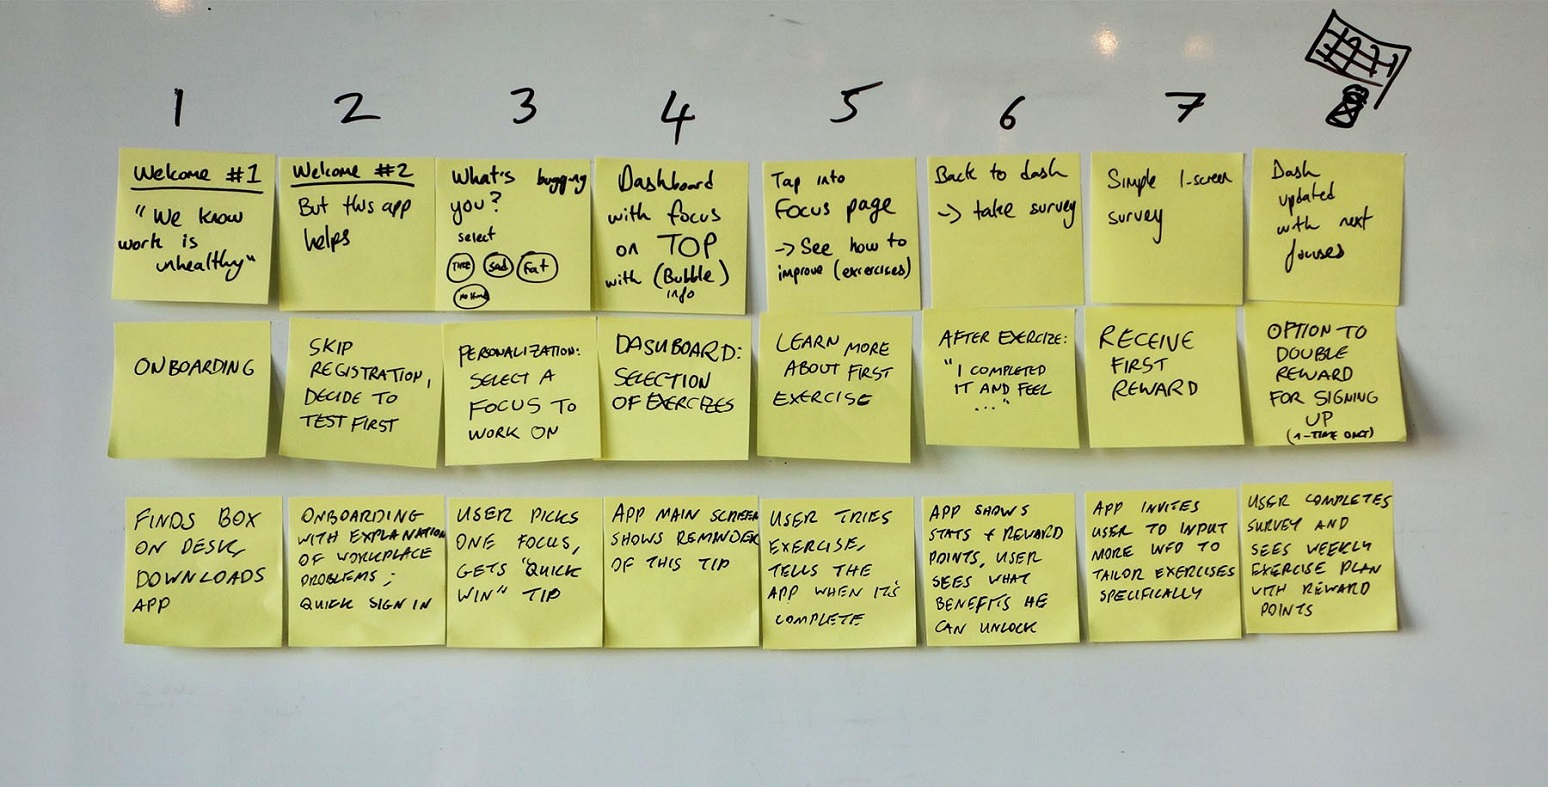 1 2 3 4 5 6 7 8
Welcome #1
"We know
work is
unhealthy"
Welcome #2
But this app
helps
What's bugging
you?
select
Tired Sad Fat
Dashboard
with focus
on TOP
with (Bubble)
info
Tap into
Focus page
-> See how to
improve (exercises)
Back to dash
-> take survey
Simple 1-screen
survey
Dash
updated
with next
focuses
ONBOARDING
SKIP
REGISTRATION,
DECIDE TO
TEST FIRST
PERSONALIZATION:
SELECT A
FOCUS TO
WORK ON
DASHBOARD:
SELECTION
OF EXERCIZES
LEARN MORE
ABOUT FIRST
EXERCISE
AFTER EXERCIZE:
"I COMPLETED
IT AND FEEL
..."
RECEIVE
FIRST
REWARD
OPTION TO
DOUBLE
REWARD
FOR SIGNING
UP
(1-TIME ONLY)
FINDS BOX
ON DESK,
DOWNLOADS
APP
ONBOARDING
WITH EXPLANATION
OF WORKPLACE
PROBLEMS;
QUICK SIGN IN
USER PICKS
ONE FOCUS,
GETS "QUICK
WIN" TIP
APP MAIN SCREEN
SHOWS REMINDER
OF THIS TIP
USER TRIES
EXERCISE,
TELLS THE
APP WHEN IT'S
COMPLETE
APP SHOWS
STATS + REWARD
POINTS, USER
SEES WHAT
BENEFITS HE
CAN UNLOCK
APP INVITES
USER TO INPUT
MORE INFO TO
TAILOR EXERCISES
SPECIFICALLY
USER COMPLETES
SURVEY AND
SEES WEEKLY
EXERCISE PLAN
WITH REWARD
POINTS